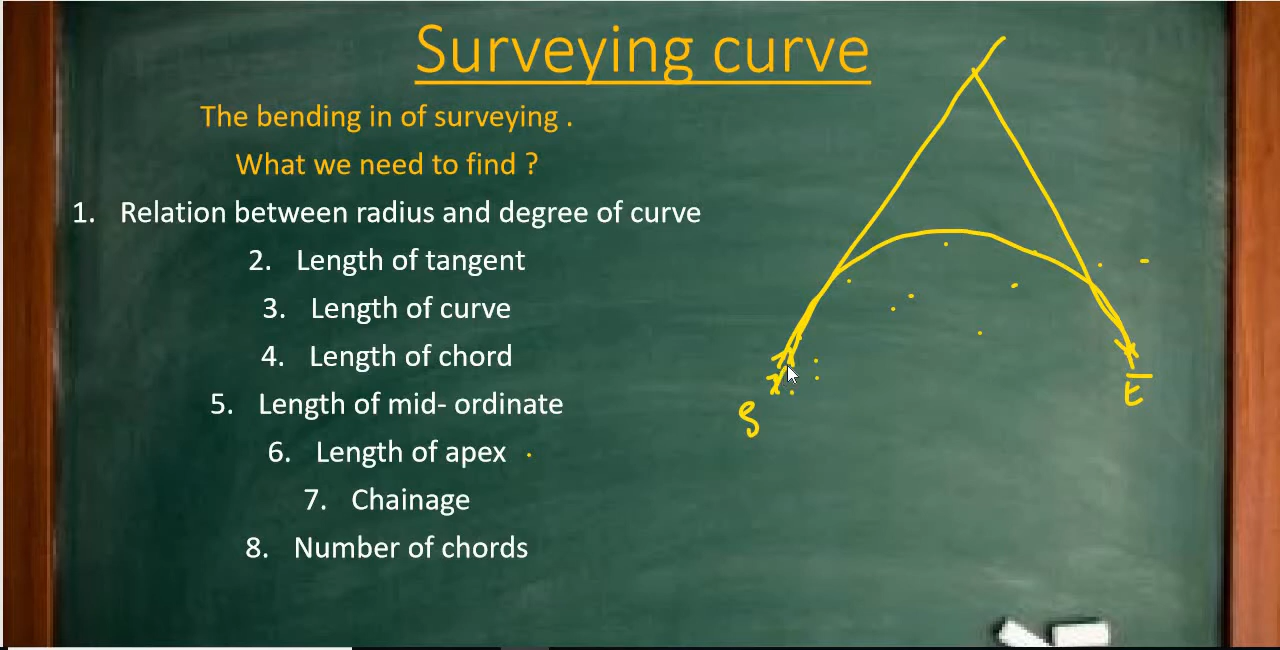 Surveying curve
The bending in of surveying .
What we need to find ?
1. Relation between radius and degree of curve
2. Length of tangent
3. Length of curve
4. Length of chord
5. Length of mid- ordinate
6. Length of apex
7. Chainage
8. Number of chords